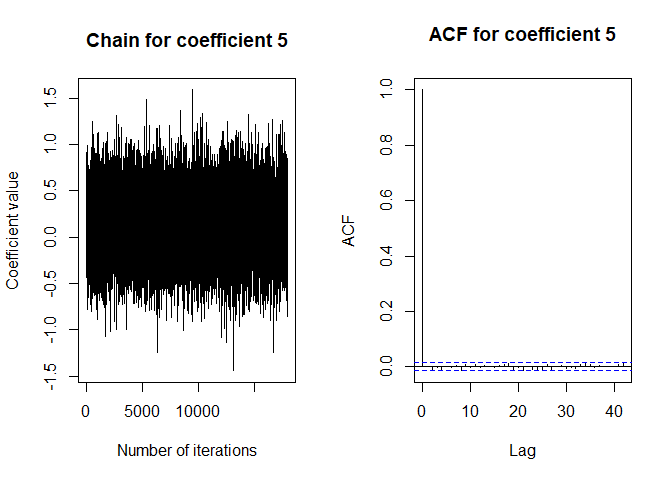 Chain for coefficient 5
Coefficient value
1.5
1.0
0.5
0.0
-0.5
-1.0
-1.5
0 5000 10000
Number of iterations
ACF for coefficient 5
ACF
1.0
0.8
0.6
0.4
0.2
0.0
0 10 20 30 40
Lag